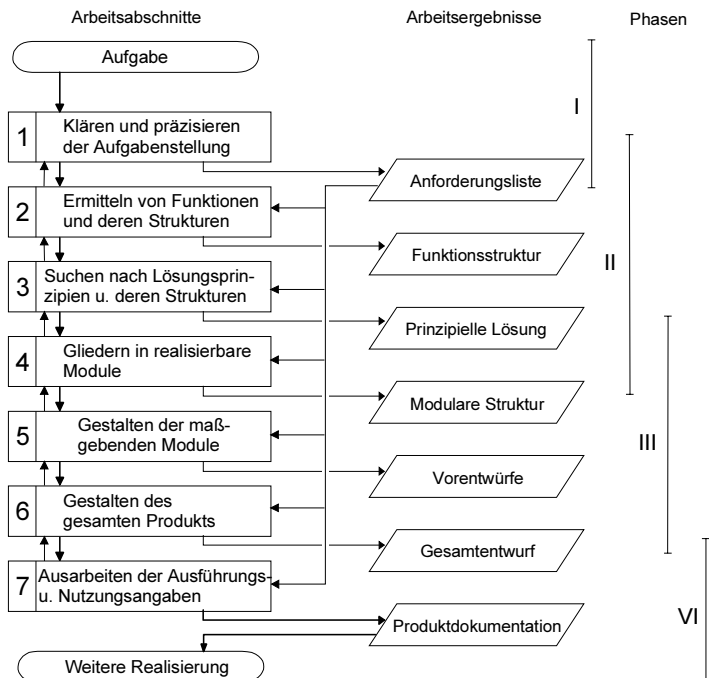 Arbeitsabschnitte
Arbeitsergebnisse
Phasen
Aufgabe
I
1
Klären und präzisieren
der Aufgabenstellung
Anforderungsliste
2
Ermitteln von Funktionen
und deren Strukturen
Funktionsstruktur
II
3
Suchen nach Lösungsprin-
zipien u. deren Strukturen
Prinzipielle Lösung
4
Gliedern in realisierbare
Module
Modulare Struktur
III
5
Gestalten der maß-
gebenden Module
Vorentwürfe
6
Gestalten des
gesamten Produkts
Gesamtentwurf
7
Ausarbeiten der Ausführungs-
u. Nutzungsangaben
Produktdokumentation
VI
Weitere Realisierung